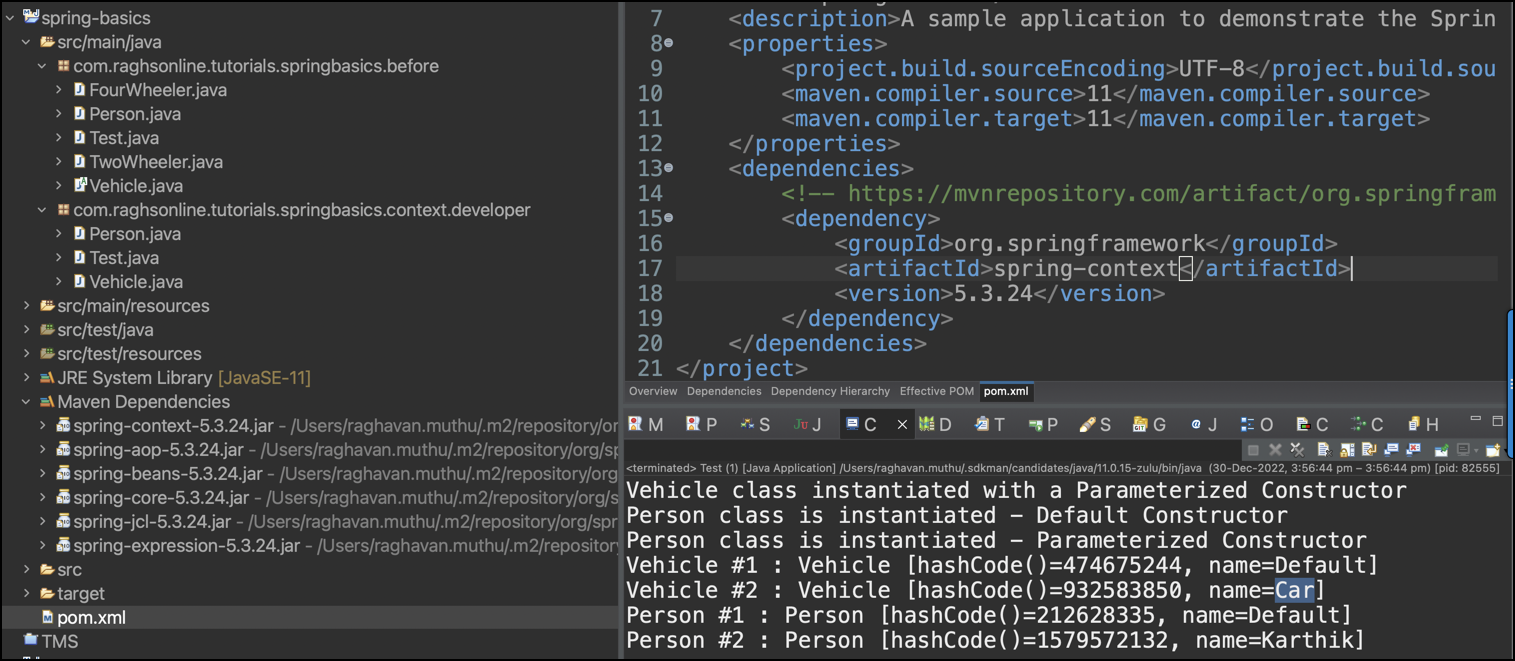 spring-basics
src/main/java
com.raghsonline.tutorials.springbasics.before
FourWheeler.java
Person.java
Test.java
TwoWheeler.java
Vehicle.java
com.raghsonline.tutorials.springbasics.context.developer
Person.java
Test.java
Vehicle.java
src/main/resources
src/test/java
src/test/resources
JRE System Library [JavaSE-11]
Maven Dependencies
spring-context-5.3.24.jar - /Users/raghavan.muthu/.m2/repository/or
spring-aop-5.3.24.jar - /Users/raghavan.muthu/.m2/repository/org/sp
spring-beans-5.3.24.jar - /Users/raghavan.muthu/.m2/repository/org/
spring-core-5.3.24.jar - /Users/raghavan.muthu/.m2/repository/org/s
spring-jcl-5.3.24.jar - /Users/raghavan.muthu/.m2/repository/org/spr
spring-expression-5.3.24.jar - /Users/raghavan.muthu/.m2/repository
src
target
pom.xml
TMS
7 <description>A sample application to demonstrate the Sprin
8 <properties>
9 <project.build.sourceEncoding>UTF-8</project.build.sou
10 <maven.compiler.source>11</maven.compiler.source>
11 <maven.compiler.target>11</maven.compiler.target>
12 </properties>
13 <dependencies>
14 <!-- https://mvnrepository.com/artifact/org.springfram
15 <dependency>
16 <groupId>org.springframework</groupId>
17 <artifactId>spring-context</artifactId>
18 <version>5.3.24</version>
19 </dependency>
20 </dependencies>
21 </project>
Overview Dependencies Dependency Hierarchy Effective POM pom.xml
M P S Ju J C D T P S G J O C C H
<terminated> Test (1) [Java Application] /Users/raghavan.muthu/.sdkman/candidates/java/11.0.15-zulu/bin/java (30-Dec-2022, 3:56:44 pm – 3:56:44 pm) [pid: 82555]
Vehicle class instantiated with a Parameterized Constructor
Person class is instantiated - Default Constructor
Person class is instantiated - Parameterized Constructor
Vehicle #1 : Vehicle [hashCode()=474675244, name=Default]
Vehicle #2 : Vehicle [hashCode()=932583850, name=Car]
Person #1 : Person [hashCode()=212628335, name=Default]
Person #2 : Person [hashCode()=1579572132, name=Karthik]